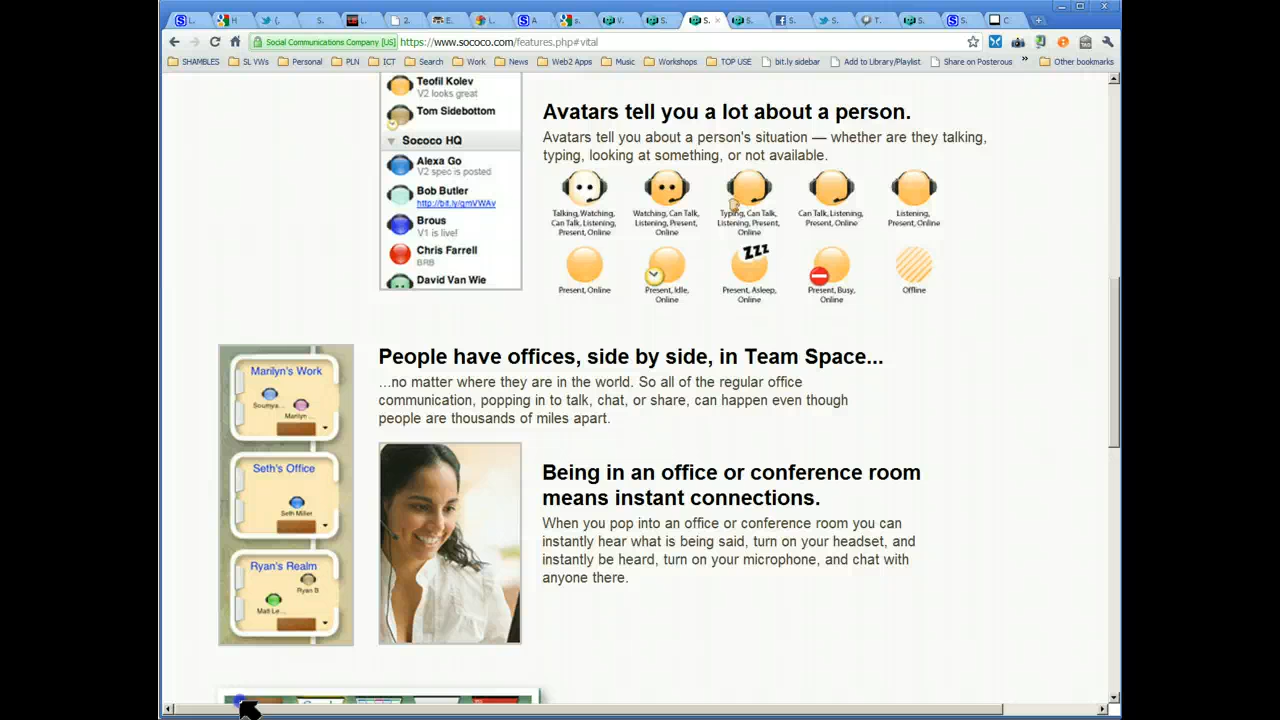 L.
H
{.
S.
L.
2.
E.
L.
A
s.
V.
S.
S.
S.
S.
S.
T.
S.
S.
C
Social Communications Company [US] https://www.sococo.com/features.php#vital
SHAMBLES SL VWs Personal PLN ICT Search Work News Web2 Apps Music Workshops TOP USE bit.ly sidebar Add to Library/Playlist Share on Posterous » Other bookmarks
Teofil Kolev
V2 looks great
Tom Sidebottom
Sococo HQ
Alexa Go
V2 spec is posted
Bob Butler
http://bit.ly/qmVWAv
Brous
V1 is live!
Chris Farrell
BRB
David Van Wie
Avatars tell you a lot about a person.
Avatars tell you about a person's situation — whether are they talking,
typing, looking at something, or not available.
Talking, Watching,
Can Talk, Listening,
Present, Online
Watching, Can Talk,
Listening, Present,
Online
Typing, Can Talk,
Listening, Present,
Online
Can Talk, Listening,
Present, Online
Listening,
Present, Online
Present, Online
Present, Idle,
Online
zzz
Present, Asleep,
Online
Present, Busy,
Online
Offline
People have offices, side by side, in Team Space...
...no matter where they are in the world. So all of the regular office
communication, popping in to talk, chat, or share, can happen even though
people are thousands of miles apart.
Marilyn's Work
Soumya...
Marilyn ...
Seth's Office
Seth Miller
Ryan's Realm
Ryan B
Matt Le...
Being in an office or conference room
means instant connections.
When you pop into an office or conference room you can
instantly hear what is being said, turn on your headset, and
instantly be heard, turn on your microphone, and chat with
anyone there.